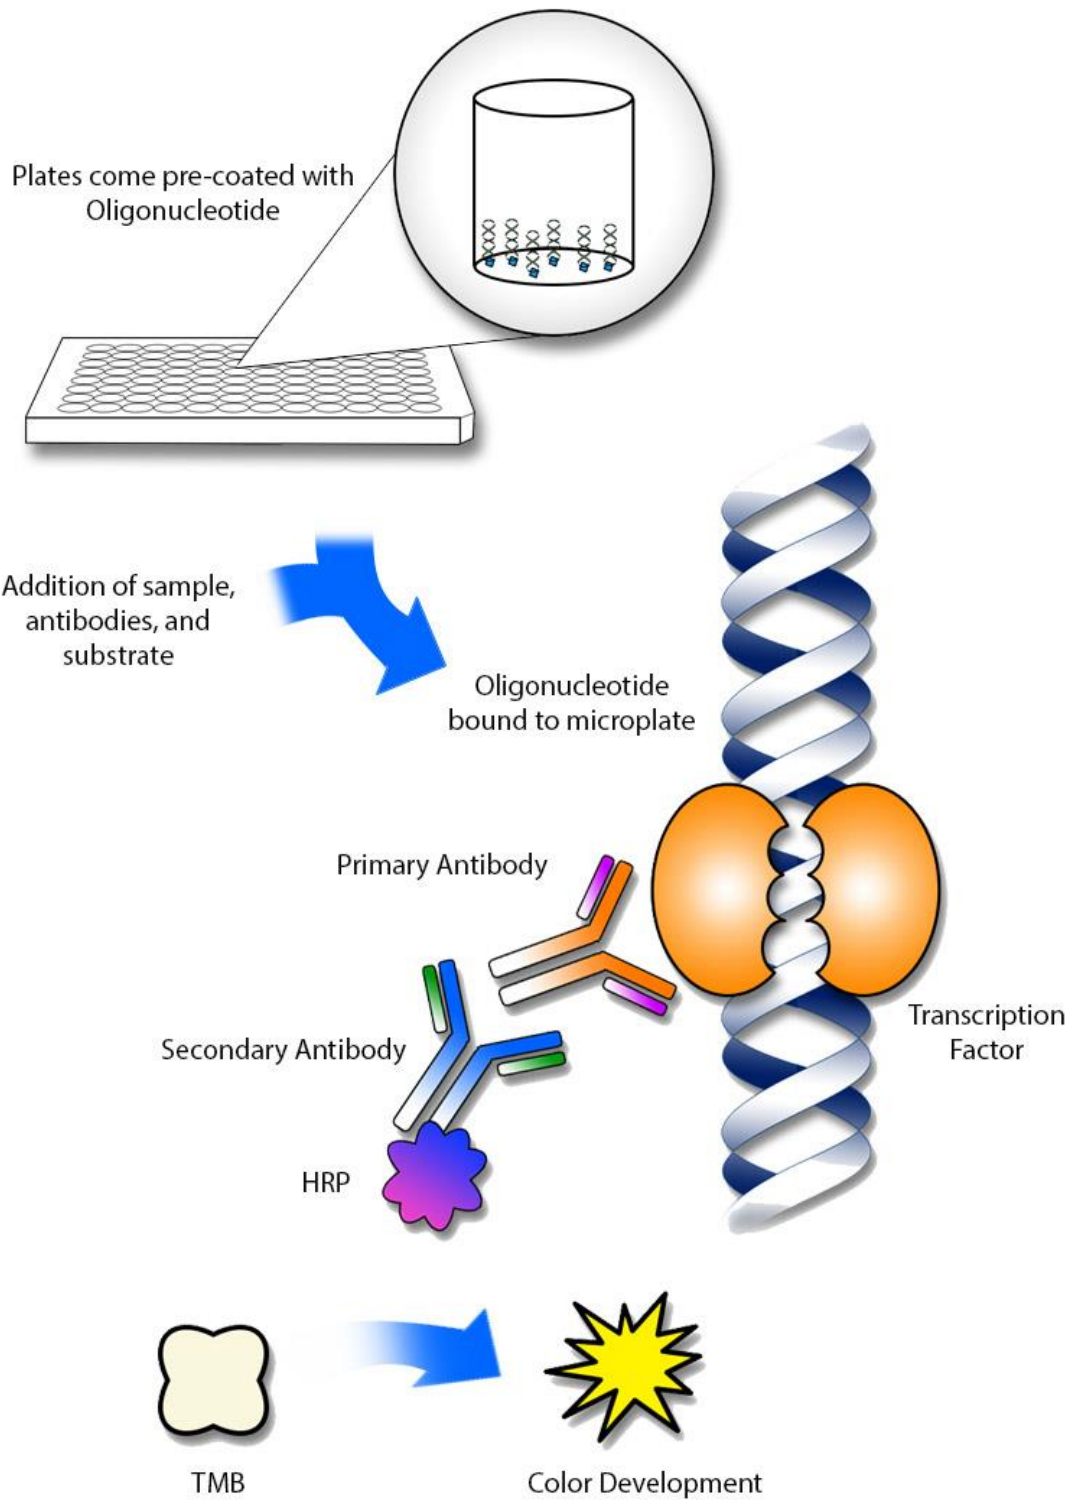 Plates come pre-coated with
Oligonucleotide
Addition of sample,
antibodies, and
substrate
Oligonucleotide
bound to microplate
Primary Antibody
Secondary Antibody
Transcription
Factor
HRP
TMB
Color Development